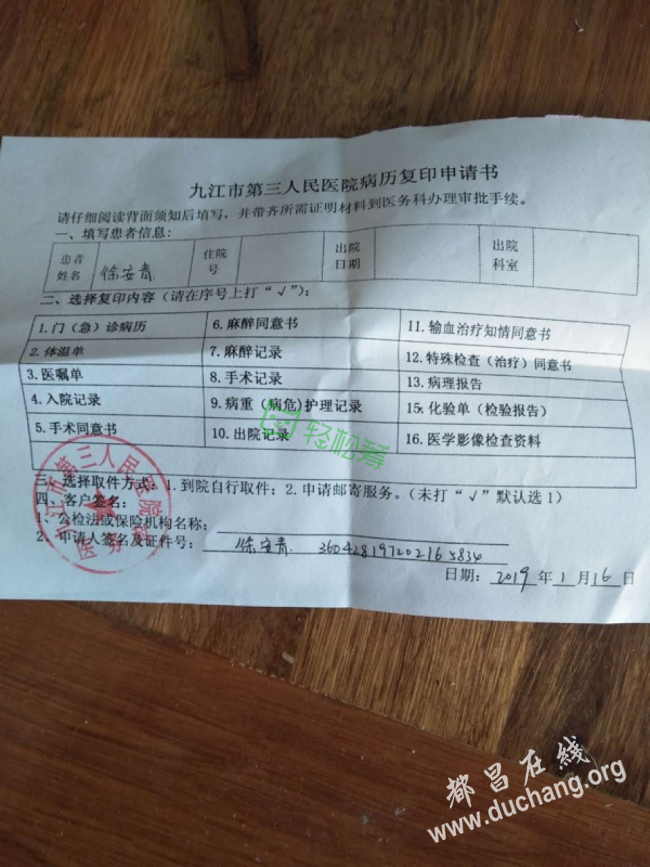 九江市第三人民医院病历复印申请书
请仔细阅读背面须知后填写，并带齐所需证明材料到医务科办理审批手续。
一、填写患者信息：
患者姓名 徐安青 住院号 出院日期 出院科室
二、选择复印内容（请在序号上打“√”）：
1.门（急）诊病历 6.麻醉同意书 11.输血治疗知情同意书
2.体温单 7.麻醉记录 12.特殊检查（治疗）同意书
3.医嘱单 8.手术记录 13.病理报告
4.入院记录 9.病重（病危)护理记录 15.化验单（检验报告）
5.手术同意书 10.出院记录 16.医学影像检查资料
三、选择取件方式：1.到院自行取件；2.申请邮寄服务。（未打“√”默认选1）
四、客户签名：
1、公检法或保险机构名称：
2、申请人签名及证件号： 徐安青 360428197202165834
日期：2019年1月16日
九江市第三人民医院
医务科
轻松筹
都昌在线
www.duchang.org